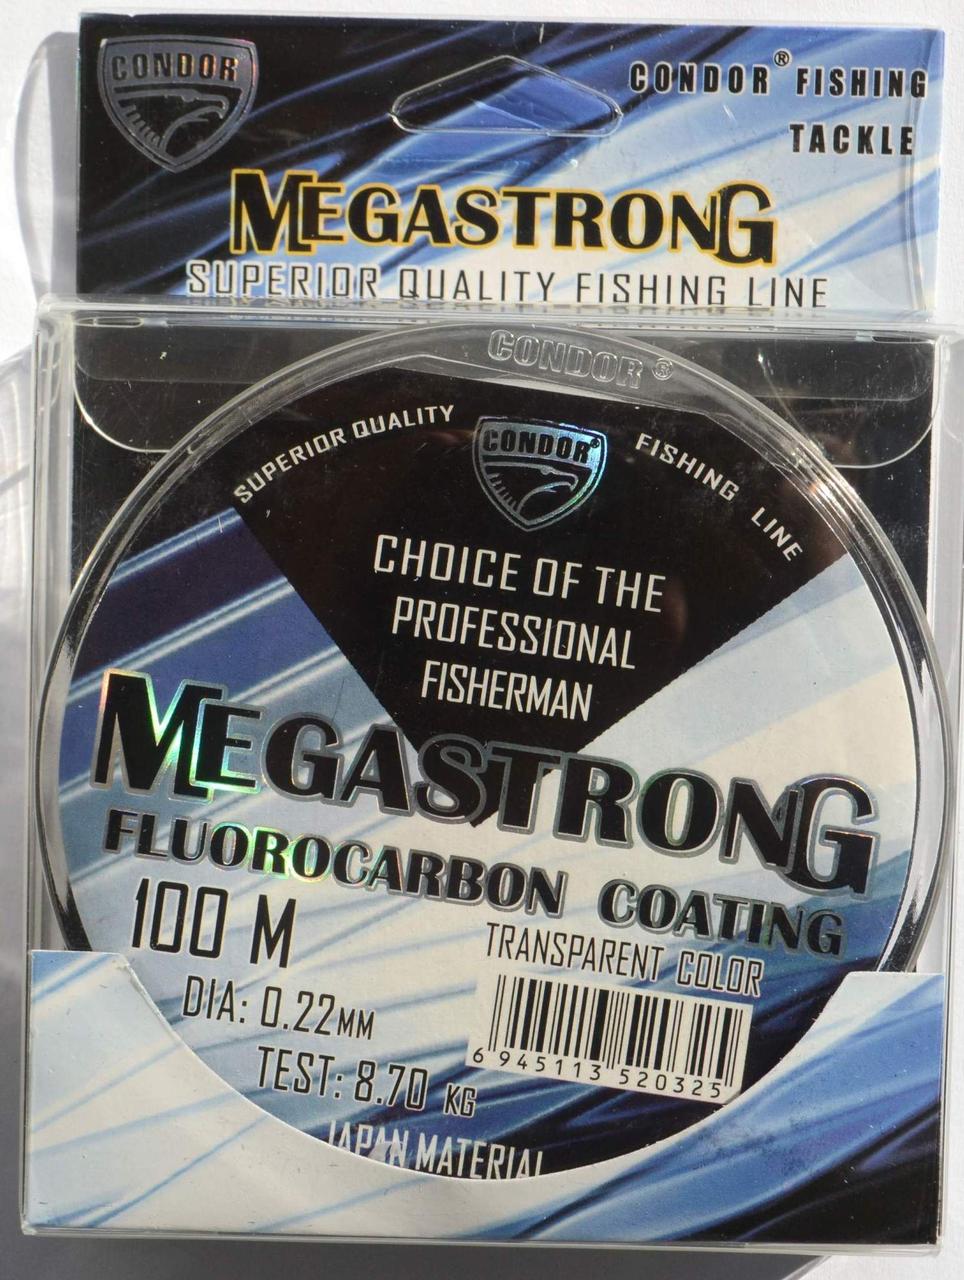 CONDOR
CONDOR® FISHING
TACKLE
MEGASTRONG
SUPERIOR QUALITY FISHING LINE
CONDOR®
SUPERIOR QUALITY
CONDOR®
FISHING LINE
CHOICE OF THE
PROFESSIONAL
FISHERMAN
MEGASTRONG
FLUOROCARBON COATING
100 M
TRANSPARENT COLOR
DIA: 0.22MM
6 945113 520325
TEST: 8.70 KG
JAPAN MATERIAL